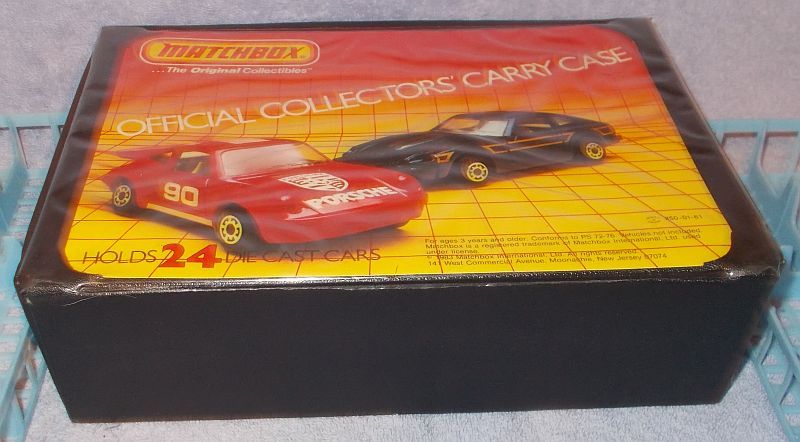 MATCHBOX®
...The Original Collectibles™
OFFICIAL COLLECTORS' CARRY CASE
90
PORSCHE
HOLDS 24 DIE CAST CARS
For ages 3 years and older. Conforms to PS 72-76. Vehicles not included.
Matchbox is a registered trademark of Matchbox International, Ltd. used
under license.
© 1983 Matchbox International, Ltd. All rights reserved.
141 West Commercial Avenue, Moonachie, New Jersey 07074